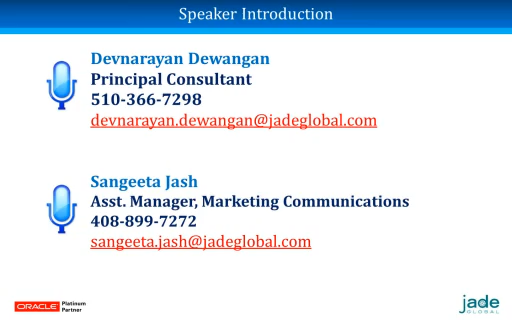 Speaker Introduction
Devnarayan Dewangan
Principal Consultant
510-366-7298
devnarayan.dewangan@jadeglobal.com
Sangeeta Jash
Asst. Manager, Marketing Communications
408-899-7272
sangeeta.jash@jadeglobal.com
ORACLE Platinum
Partner
jade
GLOBAL